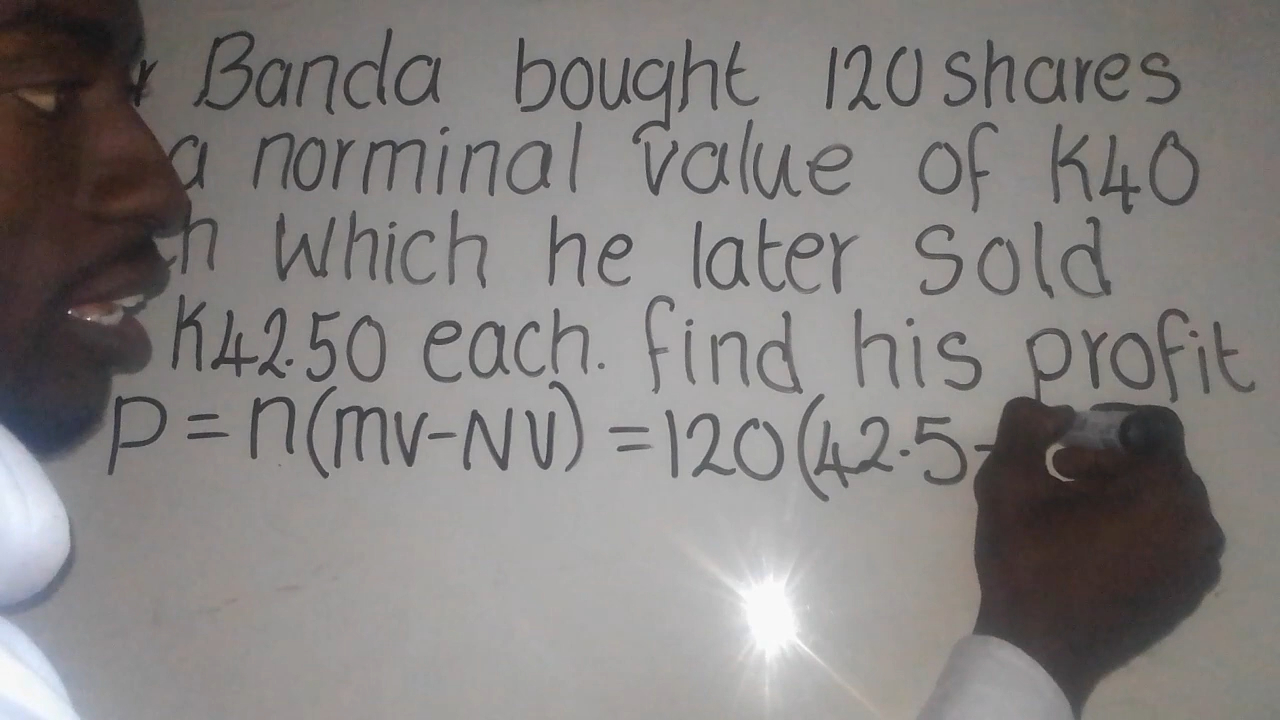 Banda bought 120 shares
a norminal value of K40
which he later Sold
K42.50 each. find his profit
P = n(mv-NV) = 120(42.5-